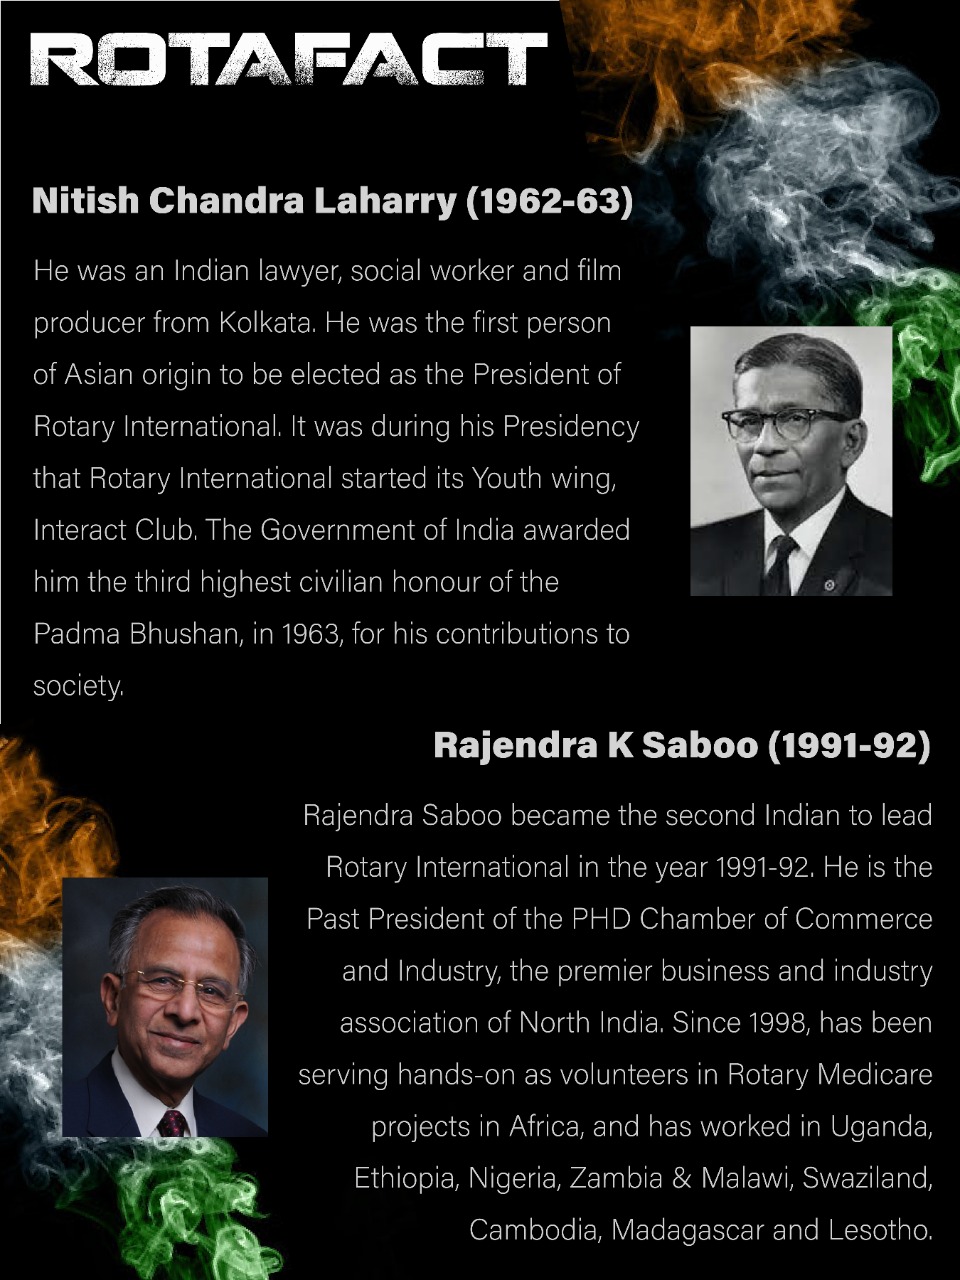 ROTAFACT
Nitish Chandra Laharry (1962-63)
He was an Indian lawyer, social worker and film
producer from Kolkata. He was the first person
of Asian origin to be elected as the President of
Rotary International. It was during his Presidency
that Rotary International started its Youth wing,
Interact Club. The Government of India awarded
him the third highest civilian honour of the
Padma Bhushan, in 1963, for his contributions to
society.
Rajendra K Saboo (1991-92)
Rajendra Saboo became the second Indian to lead
Rotary International in the year 1991-92. He is the
Past President of the PHD Chamber of Commerce
and Industry, the premier business and industry
association of North India. Since 1998, has been
serving hands-on as volunteers in Rotary Medicare
projects in Africa, and has worked in Uganda,
Ethiopia, Nigeria, Zambia & Malawi, Swaziland,
Cambodia, Madagascar and Lesotho.